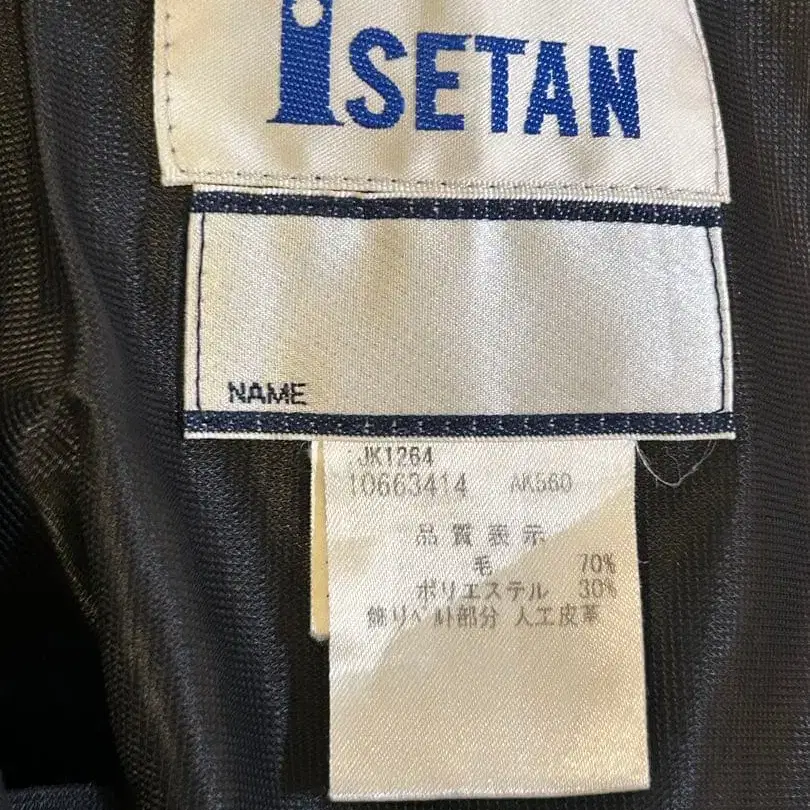 iSETAN
NAME
:JK1264
10663414 AK560
品質表示
毛 70%
ポリエステル 30%
飾りベルト部分 人工皮革